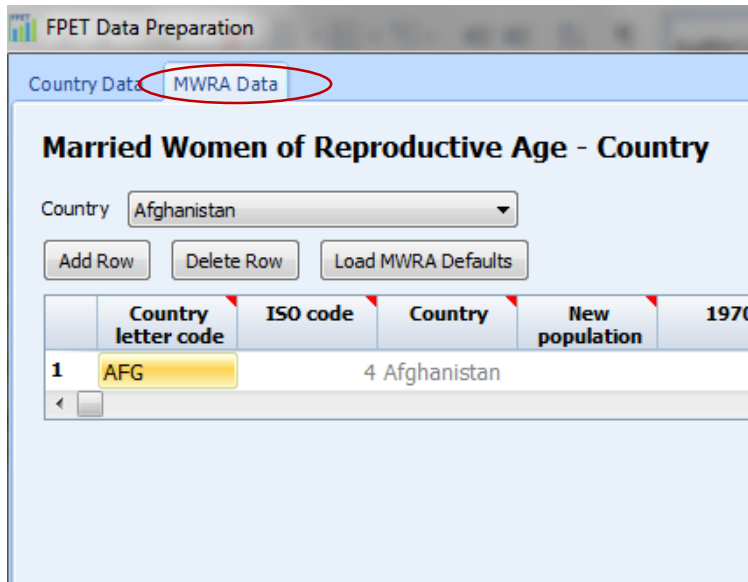 FPET Data Preparation
Country Data MWRA Data
Married Women of Reproductive Age - Country
Country Afghanistan
Add Row Delete Row Load MWRA Defaults
Country letter code ISO code Country New population 1970
1 AFG 4 Afghanistan